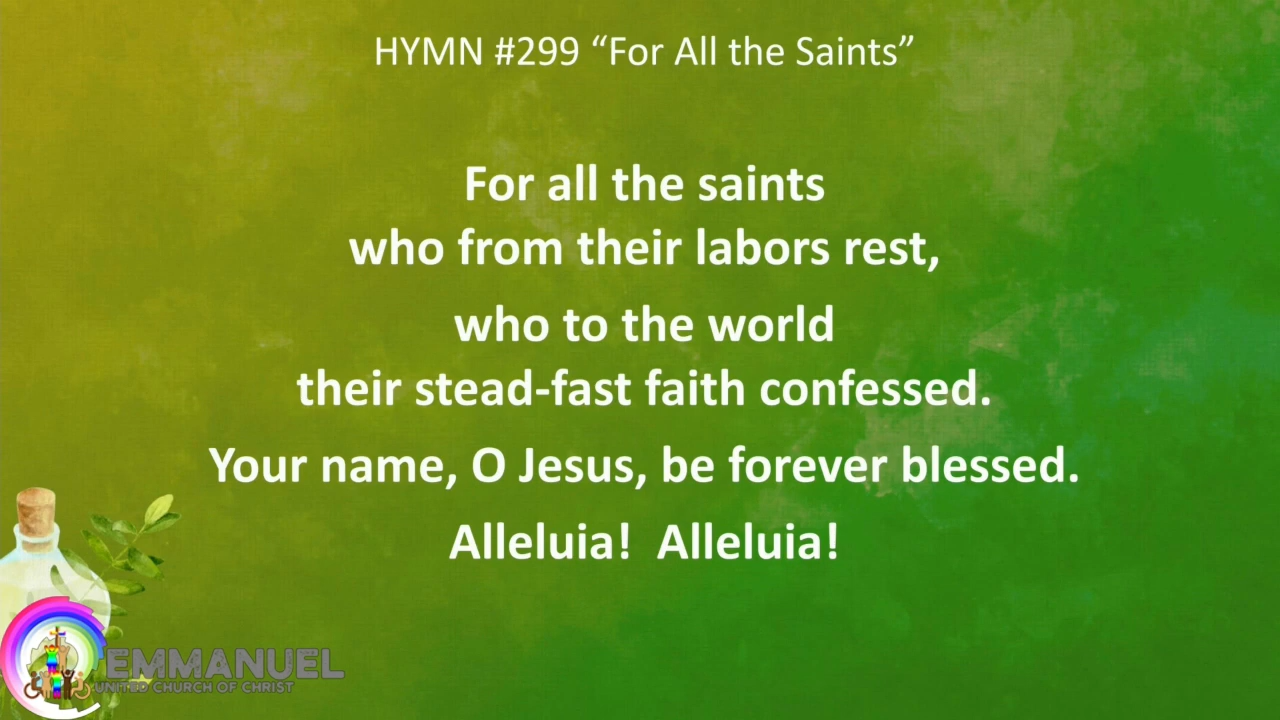 HYMN #299 “For All the Saints”
For all the saints
who from their labors rest,
who to the world
their stead-fast faith confessed.
Your name, O Jesus, be forever blessed.
Alleluia!  Alleluia!
EMMANUEL
UNITED CHURCH OF CHRIST